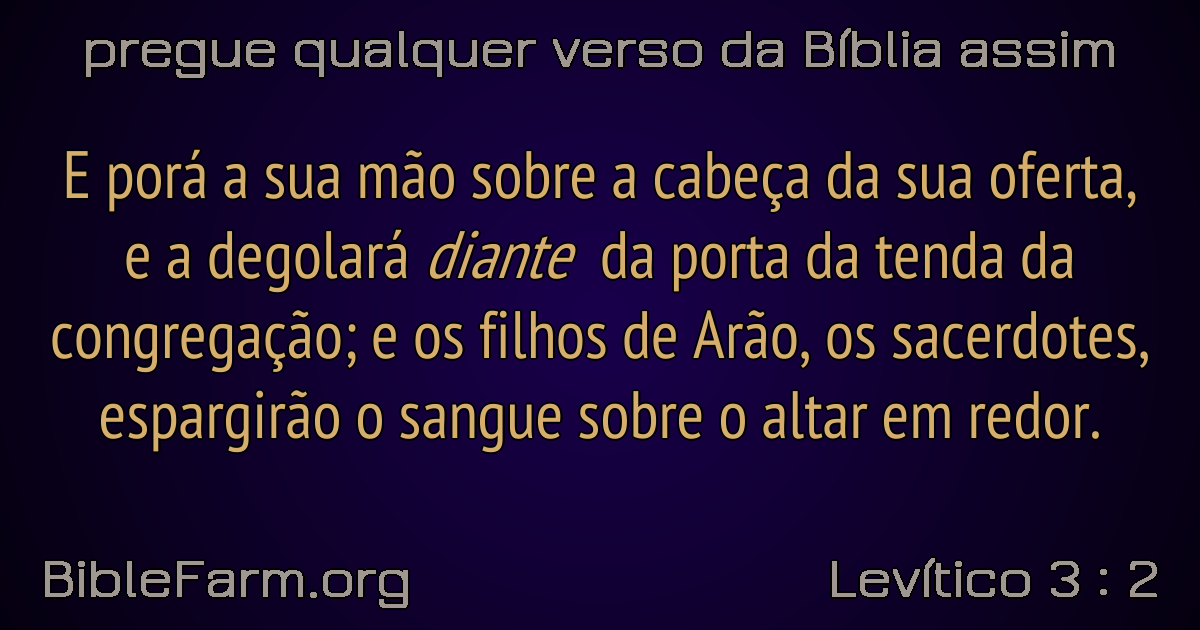 pregue qualquer verso da Bíblia assim
E porá a sua mão sobre a cabeça da sua oferta,
e a degolará diante da porta da tenda da
congregação; e os filhos de Arão, os sacerdotes,
espargirão o sangue sobre o altar em redor.
BibleFarm.org
Levítico 3 : 2